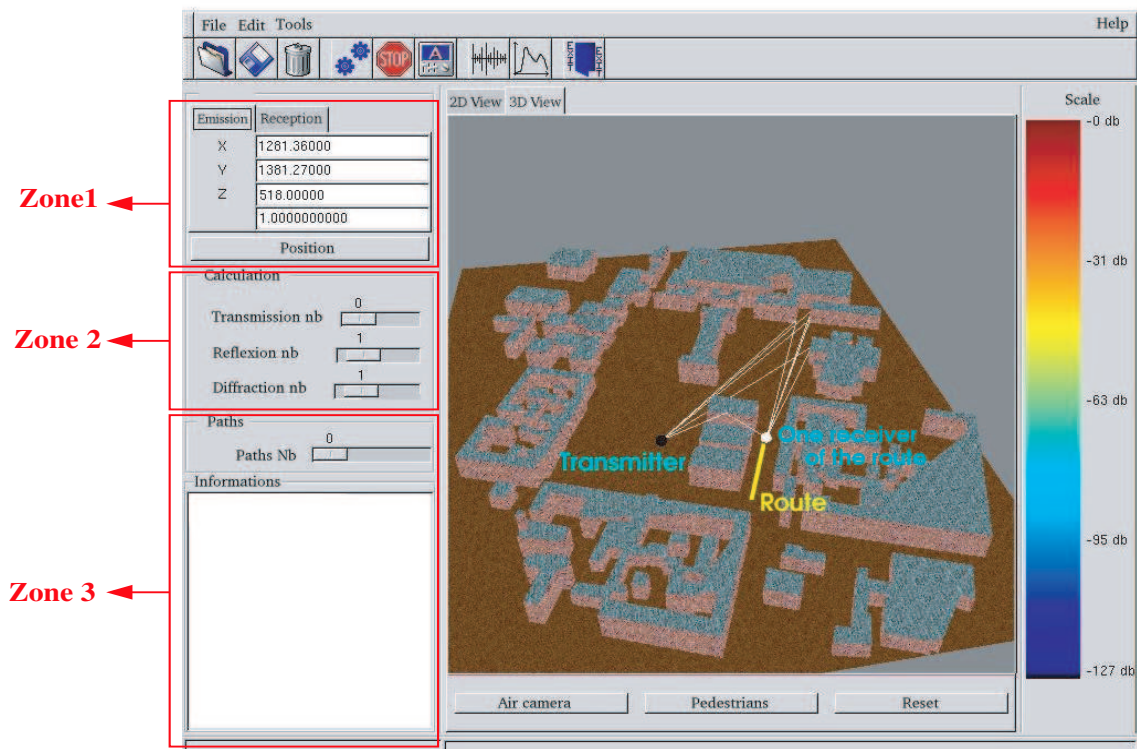 File Edit Tools Help
STOP A EXIT EXIT
Emission Reception
X 1281.36000
Y 1381.27000
Z 518.00000
1.0000000000
Position
Zone1
Calculation
Transmission nb 0
Reflexion nb 1
Diffraction nb 1
Zone 2
Paths
Paths Nb 0
Informations
Zone 3
2D View 3D View
Transmitter
One receiver
of the route
Route
Air camera Pedestrians Reset
Scale
-0 db
-31 db
-63 db
-95 db
-127 db